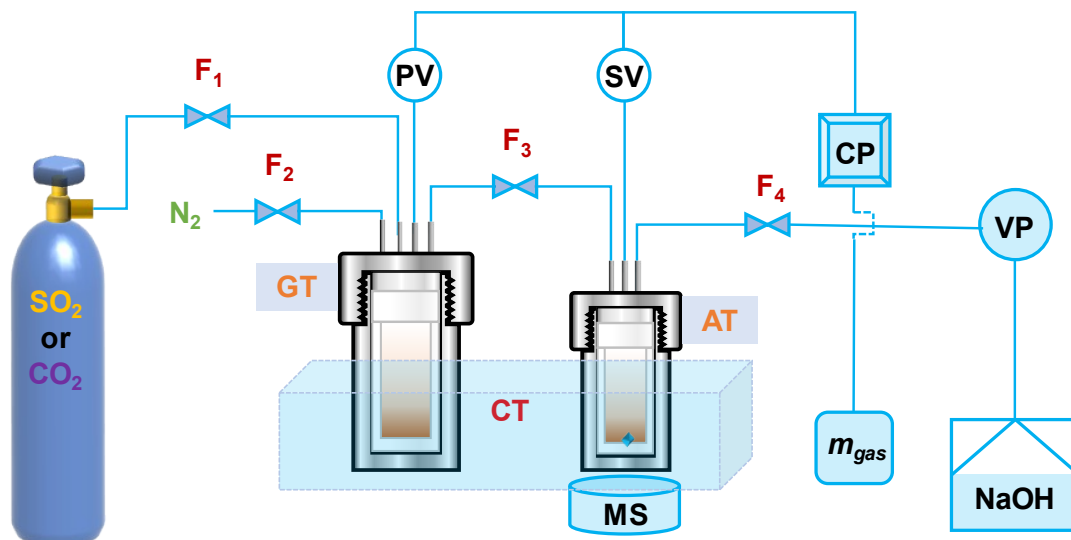 PV
SV
F1
F3
CP
F2
F4
N2
VP
GT
SO2
or
CO2
AT
CT
mgas
NaOH
MS